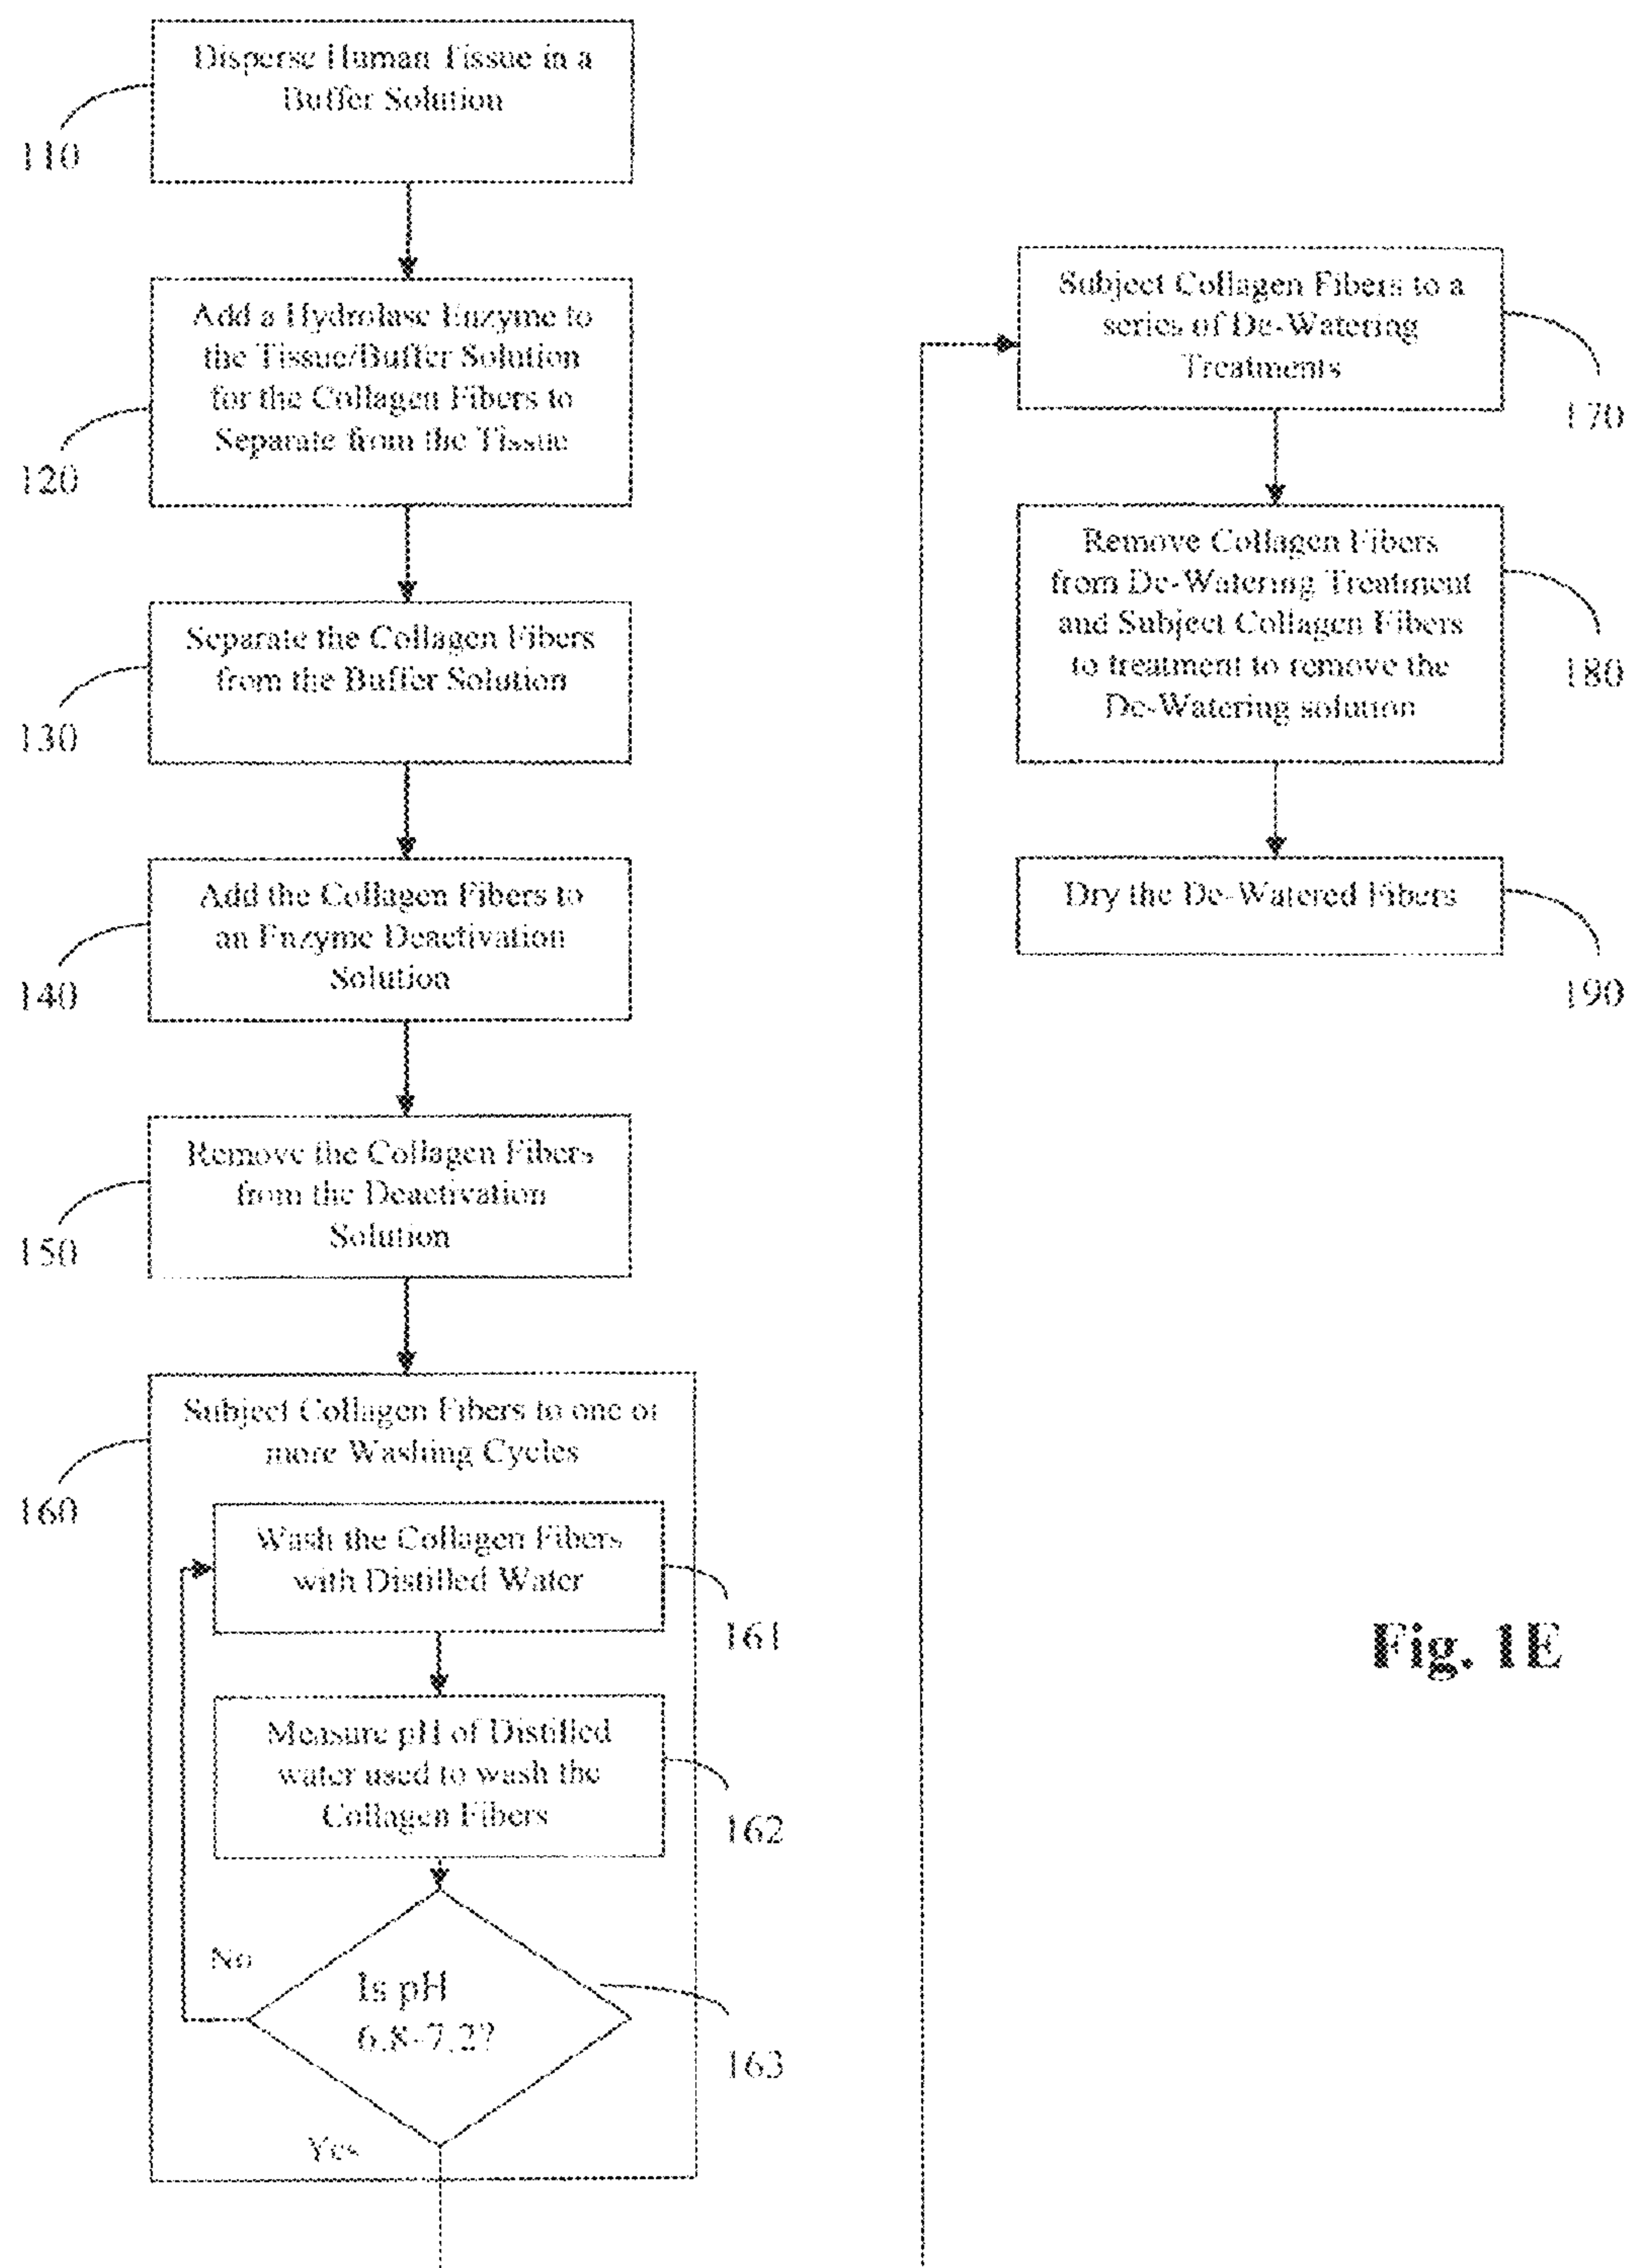 Disperse Human Tissue in a
Buffer Solution
110
Add a Hydrolase Enzyme to
the Tissue/Buffer Solution
for the Collagen Fibers to
Separate from the Tissue
120
Separate the Collagen Fibers
from the Buffer Solution
130
Add the Collagen Fibers to
an Enzyme Deactivation
Solution
140
Remove the Collagen Fibers
from the Deactivation
Solution
150
Subject Collagen Fibers to one or
more Washing Cycles
160
Wash the Collagen Fibers
with Distilled Water
161
Measure pH of Distilled
water used to wash the
Collagen Fibers
162
No
Is pH
6.8-7.2?
163
Yes
Subject Collagen Fibers to a
series of De-Watering
Treatments
170
Remove Collagen Fibers
from De-Watering Treatment
and Subject Collagen Fibers
to treatment to remove the
De-Watering solution
180
Dry the De-Watered Fibers
190
Fig. 1E